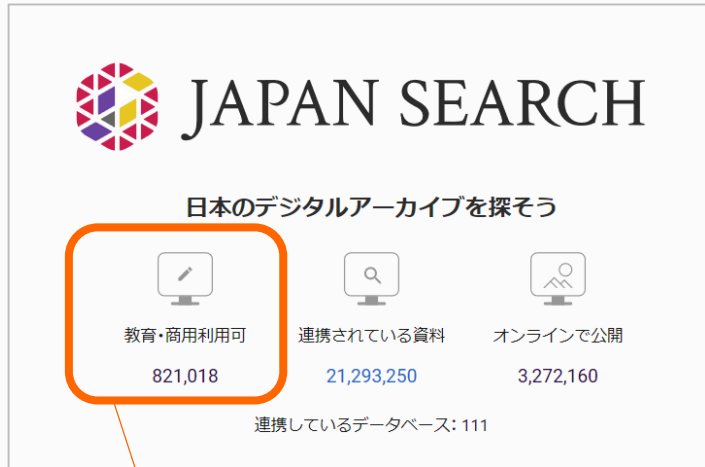 JAPAN SEARCH
日本のデジタルアーカイブを探そう
教育・商用利用可 連携されている資料 オンラインで公開
821,018 21,293,250 3,272,160
連携しているデータベース: 111